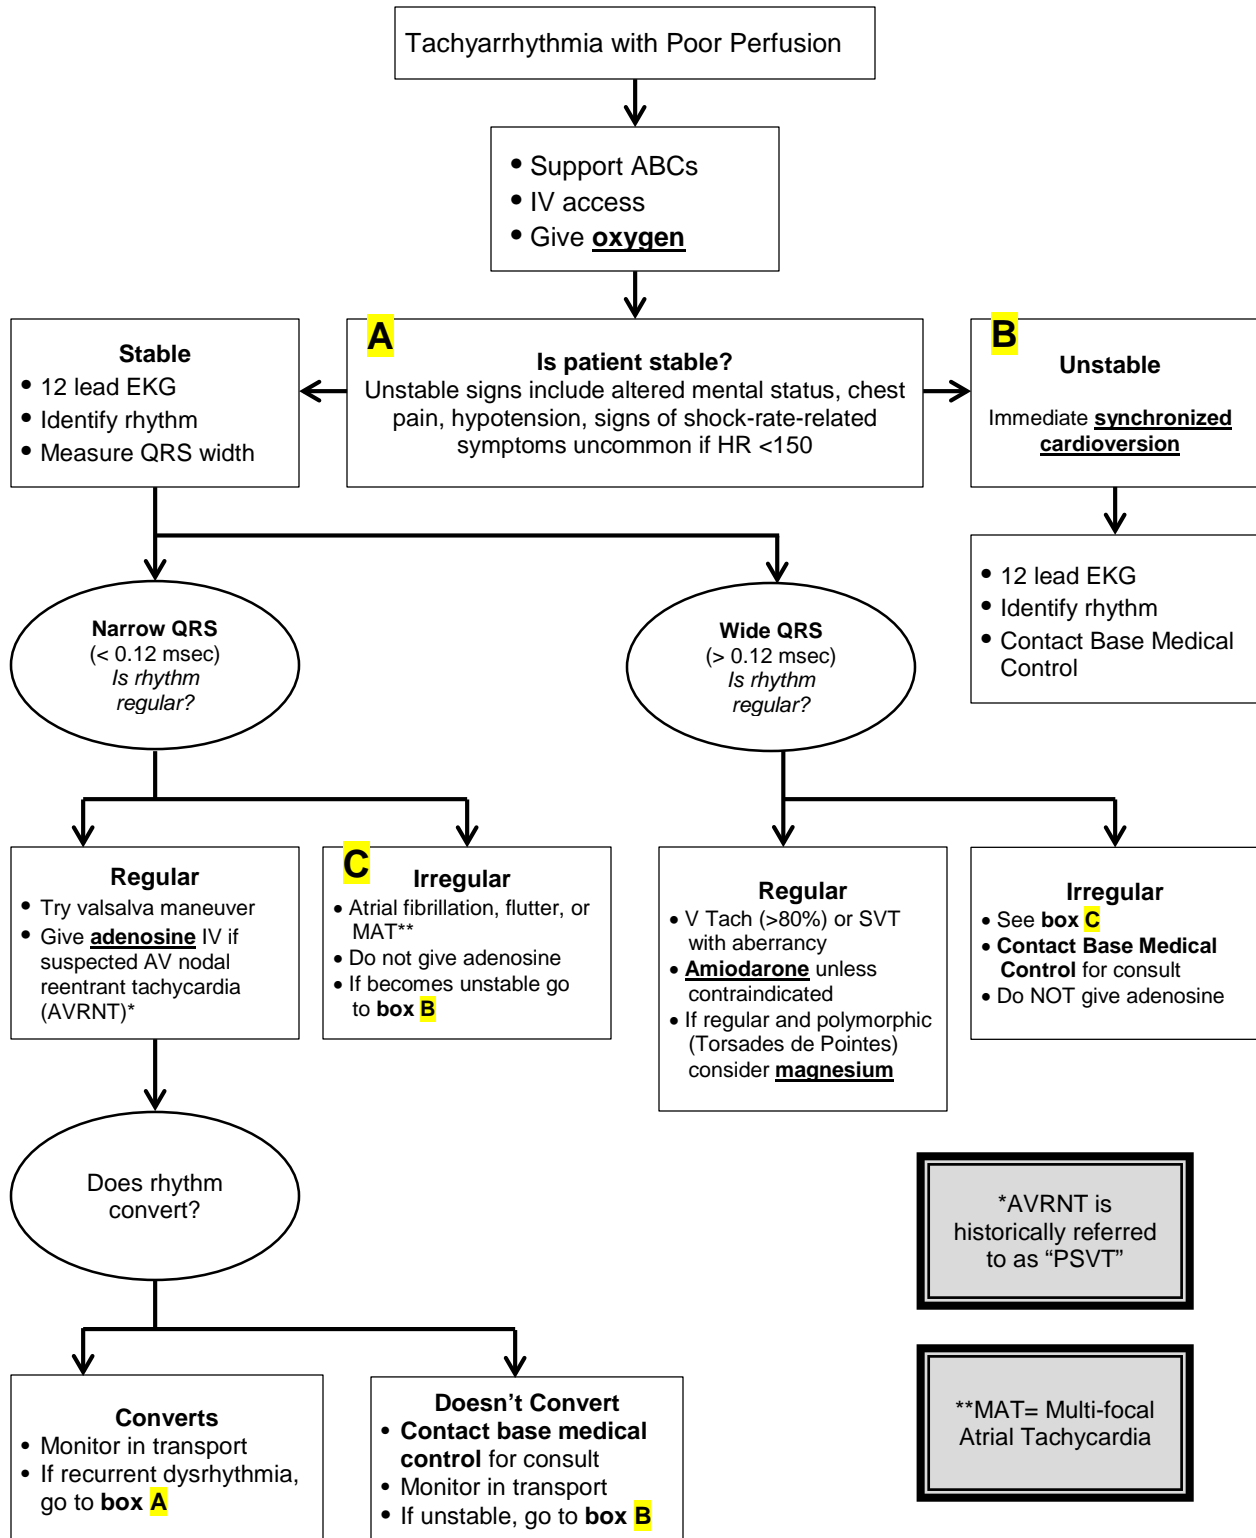 Tachyarrhythmia with Poor Perfusion
• Support ABCs
• IV access
• Give oxygen
Stable
• 12 lead EKG
• Identify rhythm
• Measure QRS width
A
Is patient stable?
Unstable signs include altered mental status, chest
pain, hypotension, signs of shock-rate-related
symptoms uncommon if HR <150
B
Unstable
Immediate synchronized
cardioversion
• 12 lead EKG
• Identify rhythm
• Contact Base Medical
Control
Narrow QRS
(< 0.12 msec)
Is rhythm
regular?
Wide QRS
(> 0.12 msec)
Is rhythm
regular?
Regular
• Try valsalva maneuver
• Give adenosine IV if
suspected AV nodal
reentrant tachycardia
(AVRNT)*
C
Irregular
• Atrial fibrillation, flutter, or
MAT**
• Do not give adenosine
• If becomes unstable go
to box B
Regular
• V Tach (>80%) or SVT
with aberrancy
• Amiodarone unless
contraindicated
• If regular and polymorphic
(Torsades de Pointes)
consider magnesium
Irregular
• See box C
• Contact Base Medical
Control for consult
• Do NOT give adenosine
Does rhythm
convert?
*AVRNT is
historically referred
to as “PSVT”
Converts
• Monitor in transport
• If recurrent dysrhythmia,
go to box A
Doesn’t Convert
• Contact base medical
control for consult
• Monitor in transport
• If unstable, go to box B
**MAT= Multi-focal
Atrial Tachycardia